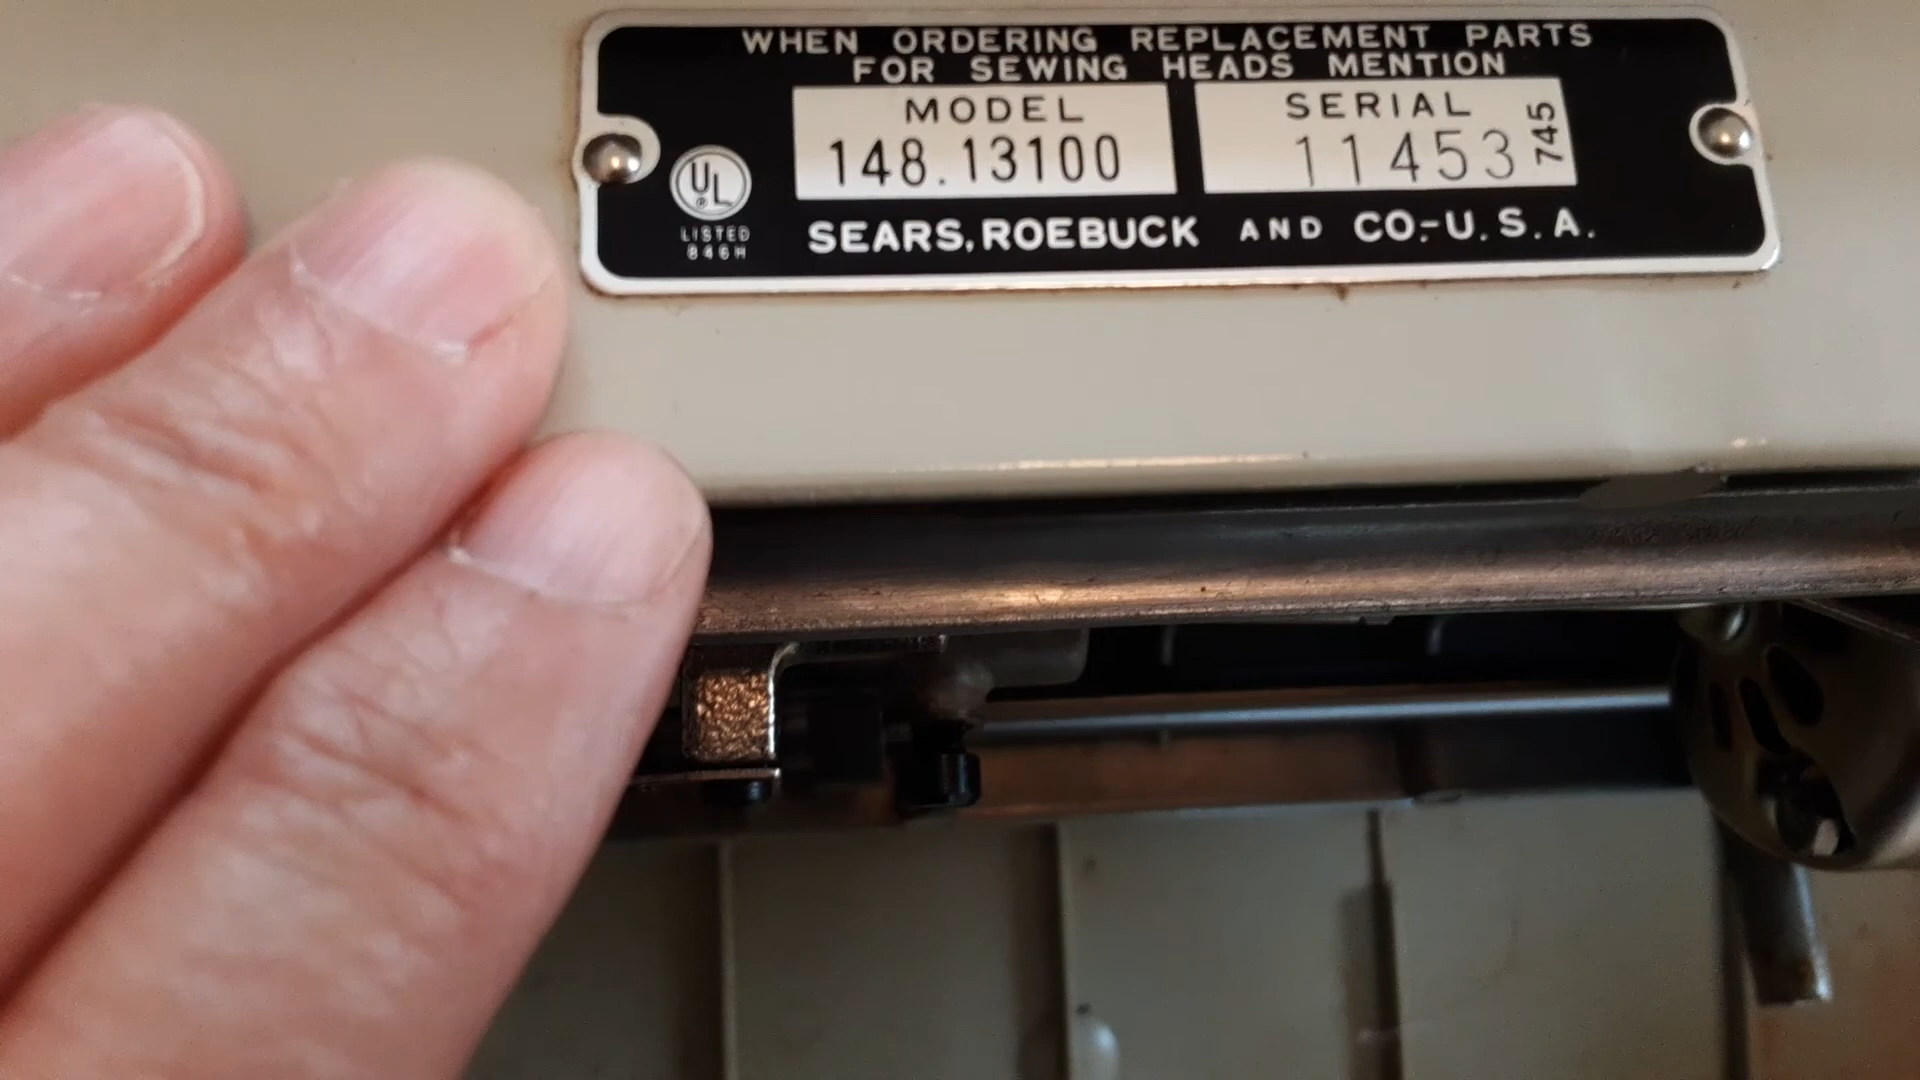 WHEN ORDERING REPLACEMENT PARTS
FOR SEWING HEADS MENTION
MODEL
148.13100
SERIAL
11453
745
UL
®
LISTED
846H
SEARS, ROEBUCK AND CO.-U.S.A.